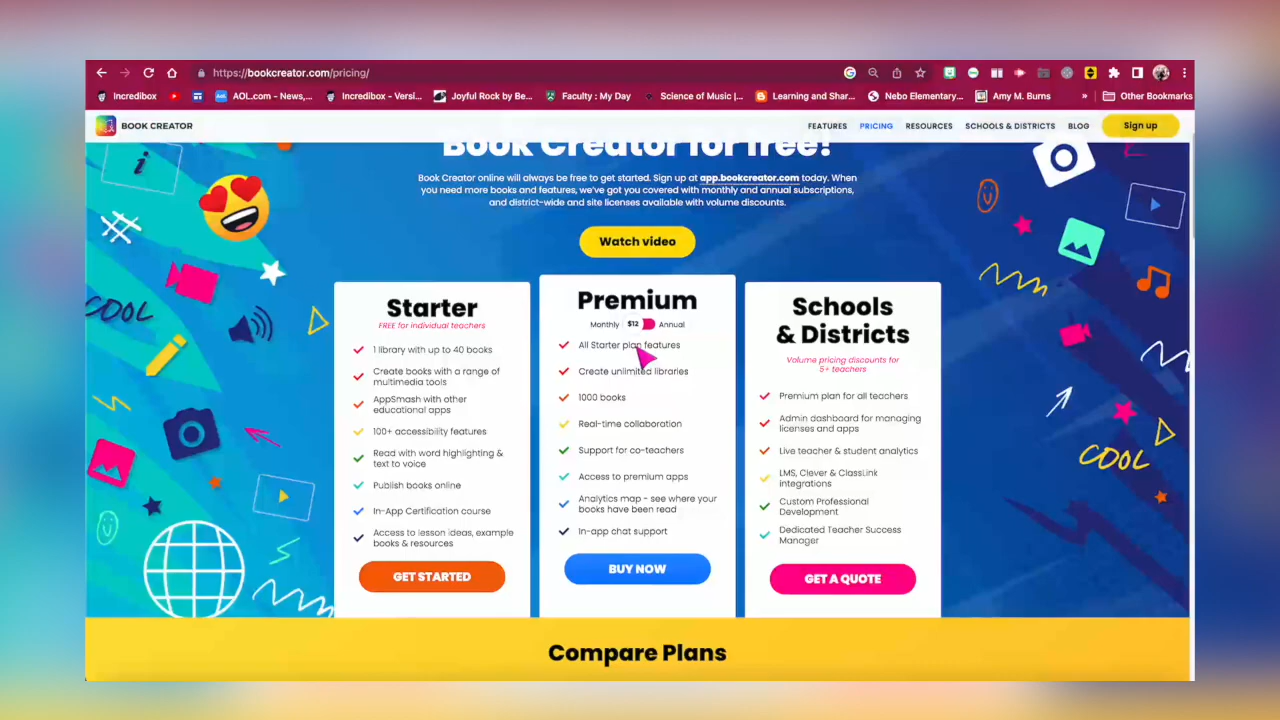 https://bookcreator.com/pricing/
Incredibox
AOL.com - News,...
Incredibox - Versi...
Joyful Rock by Be...
Faculty : My Day
Science of Music |...
Learning and Shar...
Nebo Elementary...
Amy M. Burns
»
Other Bookmarks
BOOK CREATOR
FEATURES
PRICING
RESOURCES
SCHOOLS & DISTRICTS
BLOG
Sign up
Book Creator for free!
Book Creator online will always be free to get started. Sign up at app.bookcreator.com today. When
you need more books and features, we've got you covered with monthly and annual subscriptions,
and district-wide and site licenses available with volume discounts.
Watch video
COOL
Starter
FREE for individual teachers
1 library with up to 40 books
Create books with a range of
multimedia tools
AppSmash with other
educational apps
100+ accessibility features
Read with word highlighting &
text to voice
Publish books online
In-App Certification course
Access to lesson ideas, example
books & resources
GET STARTED
Premium
Monthly $12 Annual
All Starter plan features
Create unlimited libraries
1000 books
Real-time collaboration
Support for co-teachers
Access to premium apps
Analytics map - see where your
books have been read
In-app chat support
BUY NOW
Schools
& Districts
Volume pricing discounts for
5+ teachers
Premium plan for all teachers
Admin dashboard for managing
licenses and apps
Live teacher & student analytics
LMS, Clever & ClassLink
integrations
Custom Professional
Development
Dedicated Teacher Success
Manager
GET A QUOTE
COOL
Compare Plans